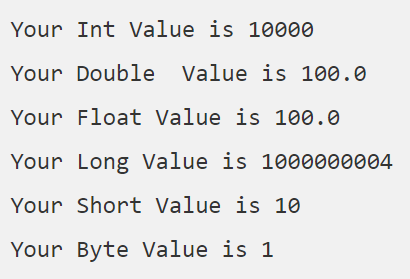 Your Int Value is 10000
Your Double  Value is 100.0
Your Float Value is 100.0
Your Long Value is 1000000004
Your Short Value is 10
Your Byte Value is 1